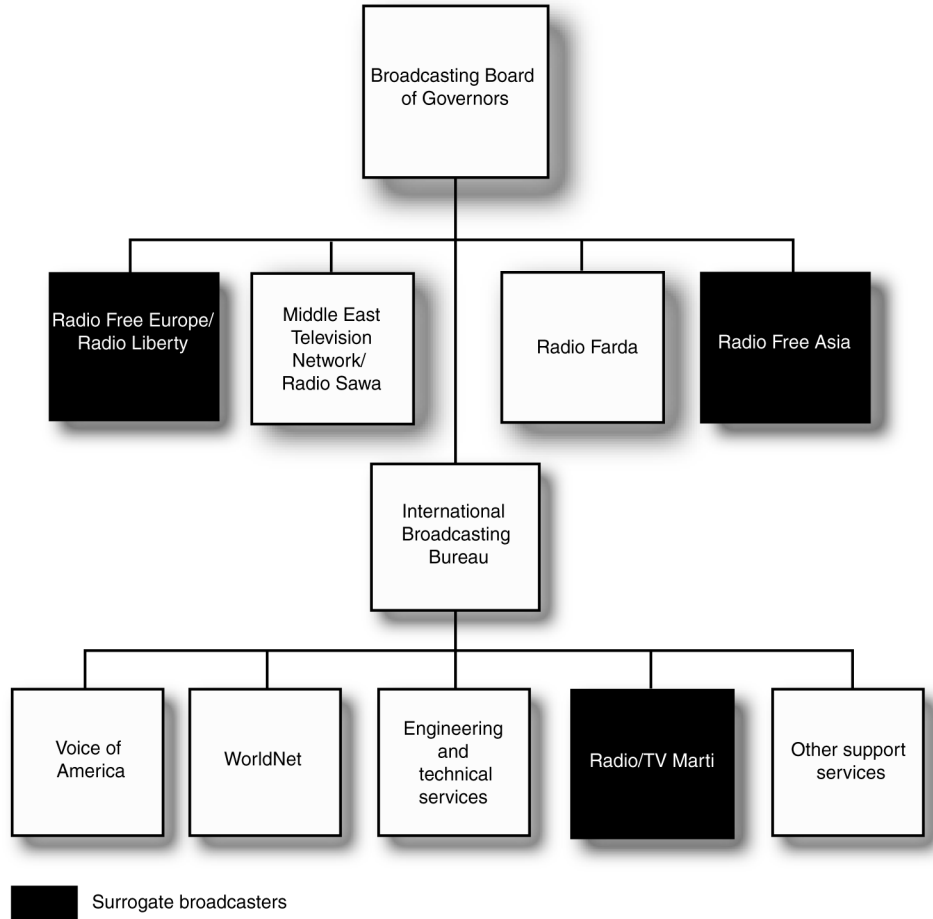 Broadcasting Board
of Governors
Radio Free Europe/
Radio Liberty
Middle East
Television
Network/
Radio Sawa
Radio Farda
Radio Free Asia
International
Broadcasting
Bureau
Voice of
America
WorldNet
Engineering
and
technical
services
Radio/TV Marti
Other support
services
Surrogate broadcasters